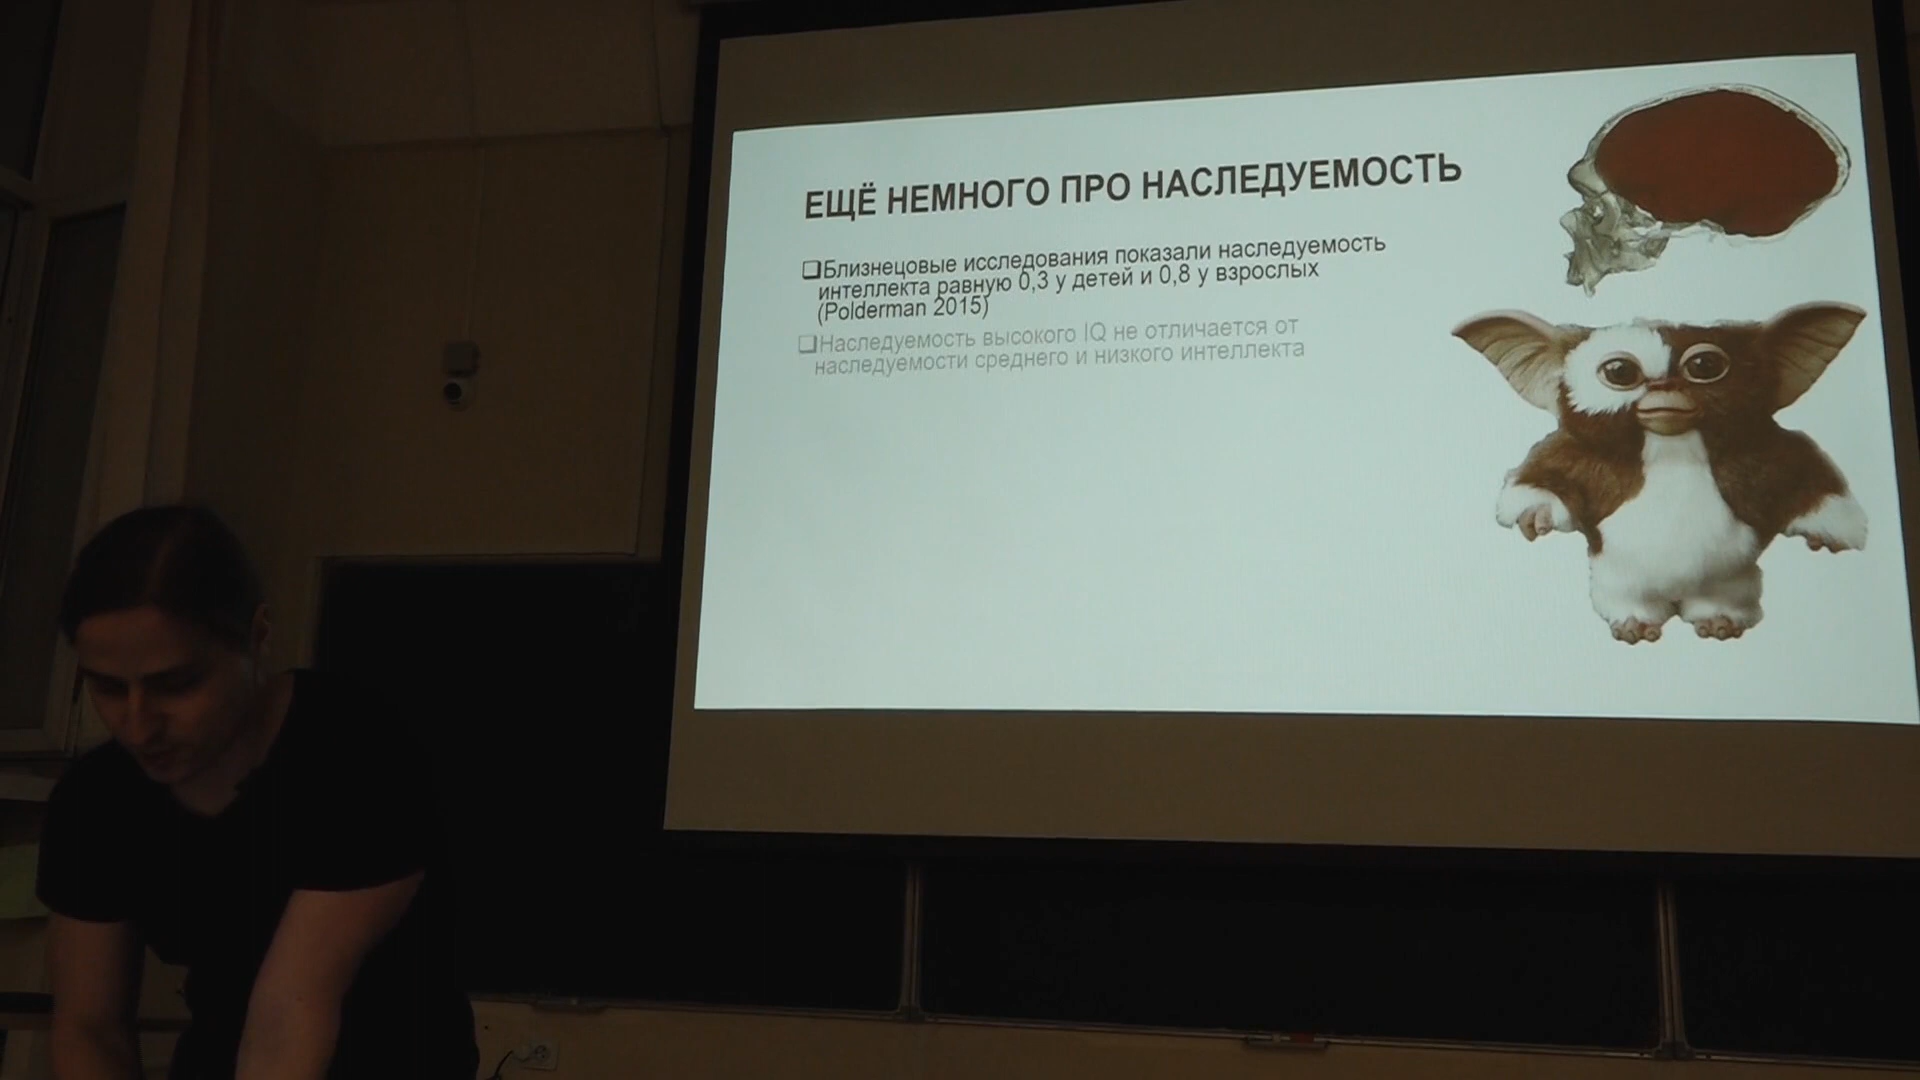 ЕЩЁ НЕМНОГО ПРО НАСЛЕДУЕМОСТЬ
Близнецовые исследования показали наследуемость
интеллекта равную 0,3 у детей и 0,8 у взрослых
(Polderman 2015)
Наследуемость высокого IQ не отличается от
наследуемости среднего и низкого интеллекта